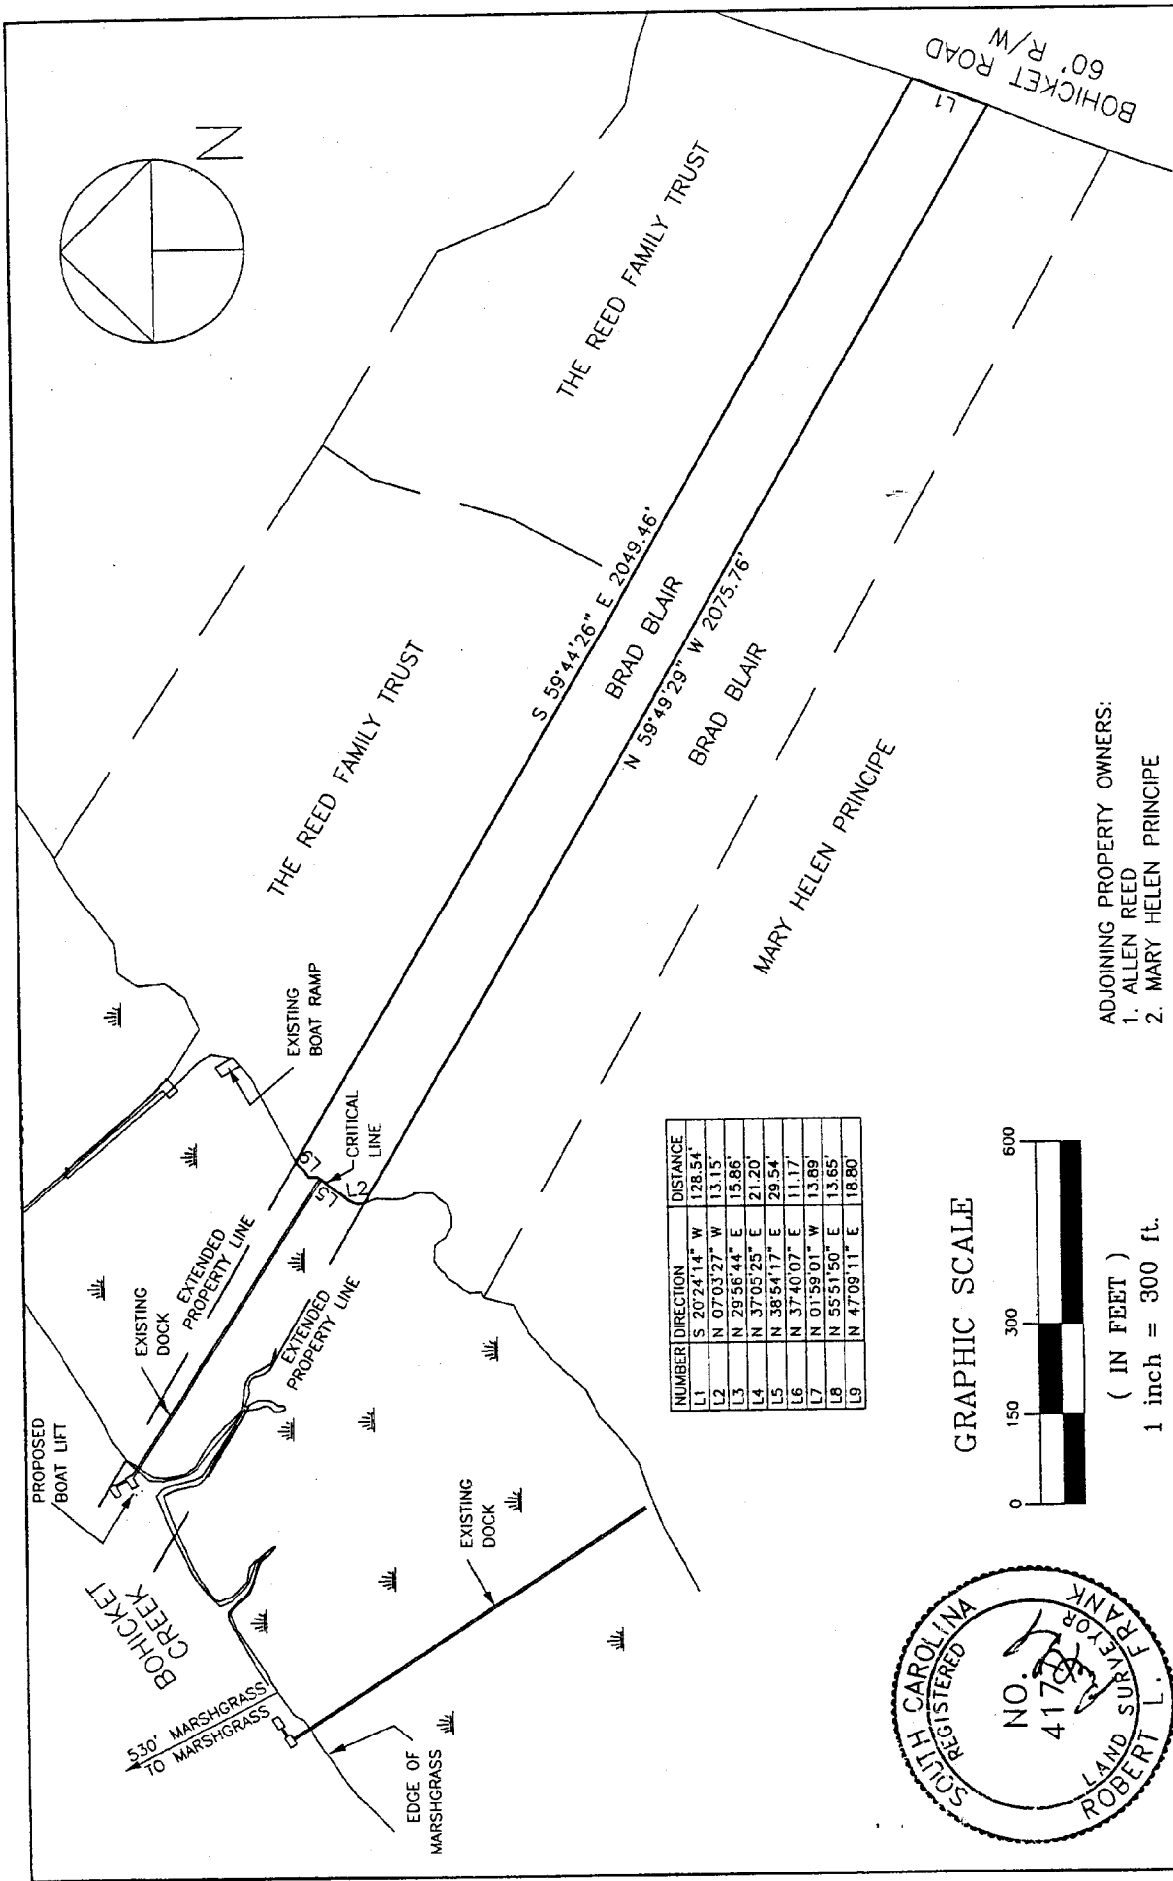 BOHICKET ROAD
60' R/W
L1
N
THE REED FAMILY TRUST
THE REED FAMILY TRUST
S 59°44'26" E 2049.46'
BRAD BLAIR
N 59°49'29" W 2075.76'
BRAD BLAIR
MARY HELEN PRINCIPE
EXISTING
BOAT RAMP
L9
CRITICAL
LINE
L5
L2
EXTENDED
PROPERTY LINE
EXISTING
DOCK
EXTENDED
PROPERTY LINE
PROPOSED
BOAT LIFT
BOHICKET
CREEK
530' MARSHGRASS
TO MARSHGRASS
EXISTING
DOCK
EDGE OF
MARSHGRASS
NUMBER DIRECTION DISTANCE
L1 S 20°24'14" W 128.54'
L2 N 07°03'27" W 13.15'
L3 N 29°56'44" E 15.86'
L4 N 37°05'25" E 21.20'
L5 N 38°54'17" E 29.54'
L6 N 37°40'07" E 11.17'
L7 N 01°59'01" W 13.89'
L8 N 55°51'50" E 13.65'
L9 N 47°09'11" E 18.80'
ADJOINING PROPERTY OWNERS:
1. ALLEN REED
2. MARY HELEN PRINCIPE
GRAPHIC SCALE
0 150 300 600
( IN FEET )
1 inch = 300 ft.
SOUTH CAROLINA
REGISTERED
NO.
LAND SURVEYOR
ROBERT L. FRANK